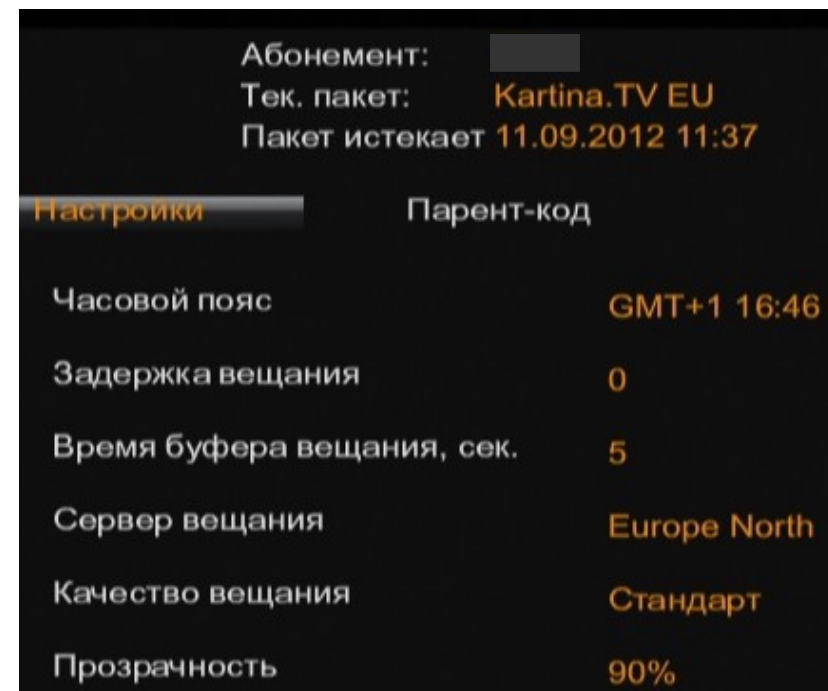 Абонемент:
Тек. пакет: Kartina.TV EU
Пакет истекает 11.09.2012 11:37
Настройки Парент-код
Часовой пояс GMT+1 16:46
Задержка вещания 0
Время буфера вещания, сек. 5
Сервер вещания Europe North
Качество вещания Стандарт
Прозрачность 90%